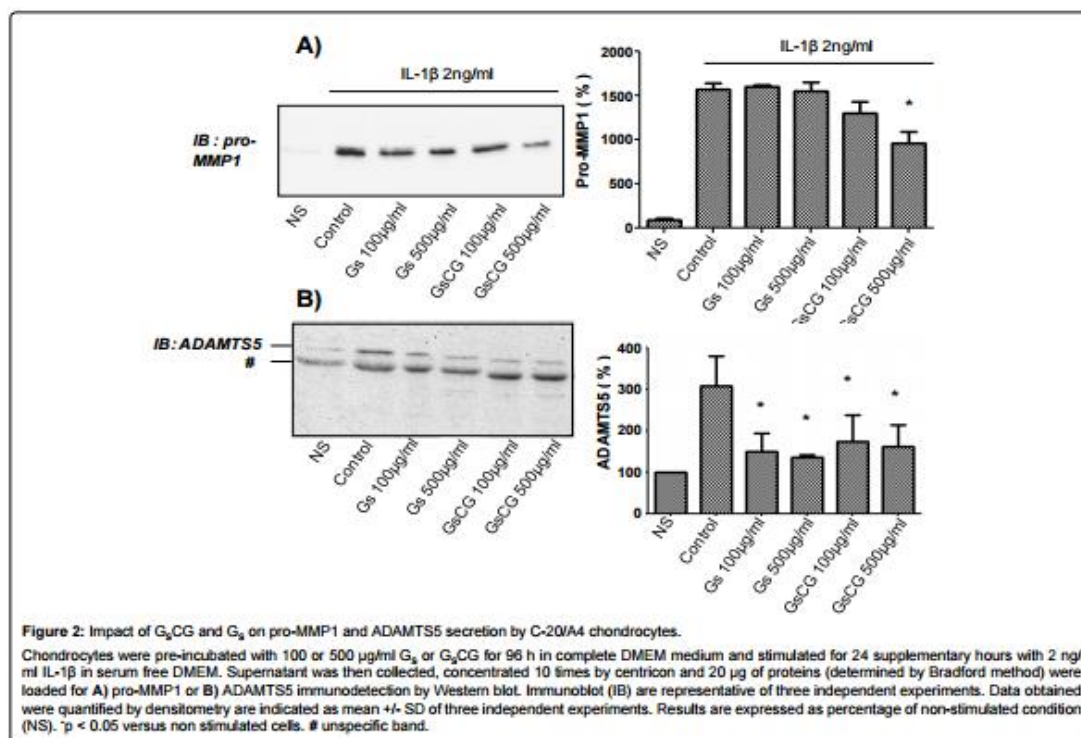 A)
IL-1β 2ng/ml
IB : pro-
MMP1
NS
Control
Gs 100µg/ml
Gs 500µg/ml
GsCG 100µg/ml
GsCG 500µg/ml
IL-1β 2ng/ml
Pro-MMP1 ( % )
2000
1500
1000
500
0
*
NS
Control
Gs 100µg/ml
Gs 500µg/ml
GsCG 100µg/ml
GsCG 500µg/ml
B)
IB: ADAMTS5
#
NS
Control
Gs 100µg/ml
Gs 500µg/ml
GsCG 100µg/ml
GsCG 500µg/ml
ADAMTS5 ( % )
400
300
200
100
0
* * * *
NS
Control
Gs 100µg/ml
Gs 500µg/ml
GsCG 100µg/ml
GsCG 500µg/ml
Figure 2: Impact of GsCG and Gs on pro-MMP1 and ADAMTS5 secretion by C-20/A4 chondrocytes.
Chondrocytes were pre-incubated with 100 or 500 µg/ml Gs or GsCG for 96 h in complete DMEM medium and stimulated for 24 supplementary hours with 2 ng/
ml IL-1β in serum free DMEM. Supernatant was then collected, concentrated 10 times by centricon and 20 µg of proteins (determined by Bradford method) were
loaded for A) pro-MMP1 or B) ADAMTS5 immunodetection by Western blot. Immunoblot (IB) are representative of three independent experiments. Data obtained
were quantified by densitometry are indicated as mean +/- SD of three independent experiments. Results are expressed as percentage of non-stimulated condition
(NS). *p < 0.05 versus non stimulated cells. # unspecific band.